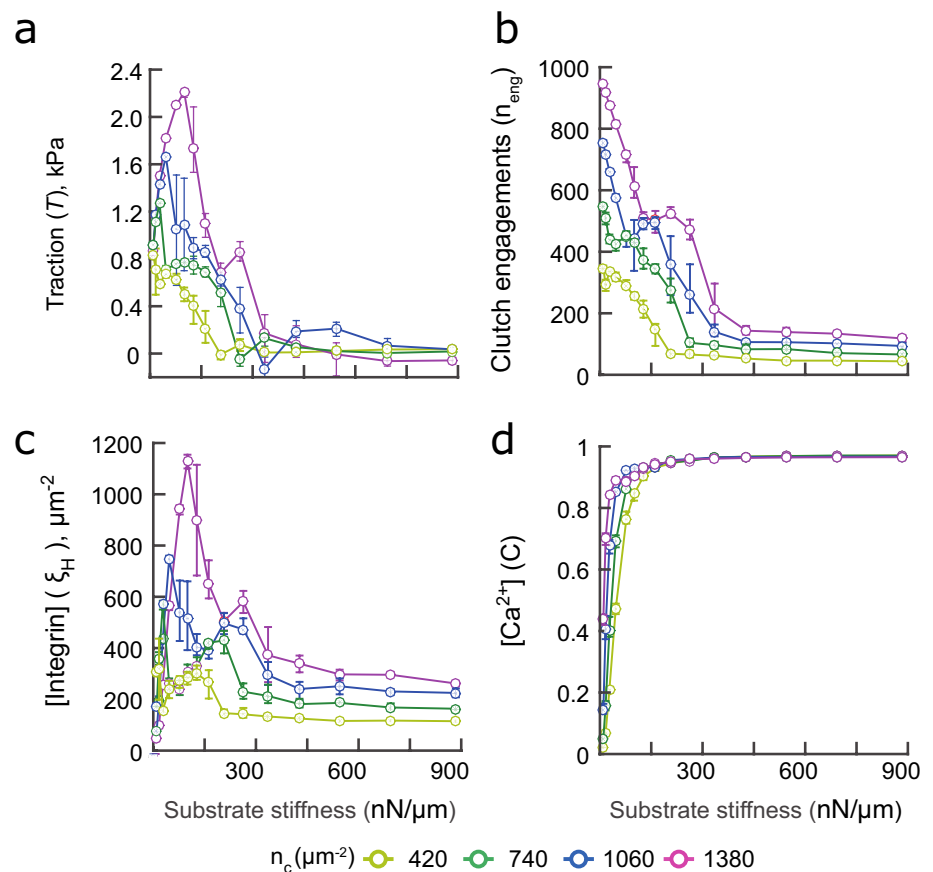 a
Traction (T), kPa
2.4
2.0
1.6
1.2
0.8
0.4
0
b
Clutch engagements (n_eng)
1000
800
600
400
200
0
c
[Integrin] ( ξ_H ), μm⁻²
1200
1000
800
600
400
200
0
300 600 900
Substrate stiffness (nN/μm)
d
[Ca²⁺] (C)
1
0.8
0.6
0.4
0.2
0
300 600 900
Substrate stiffness (nN/μm)
n_c(μm⁻²) 420 740 1060 1380